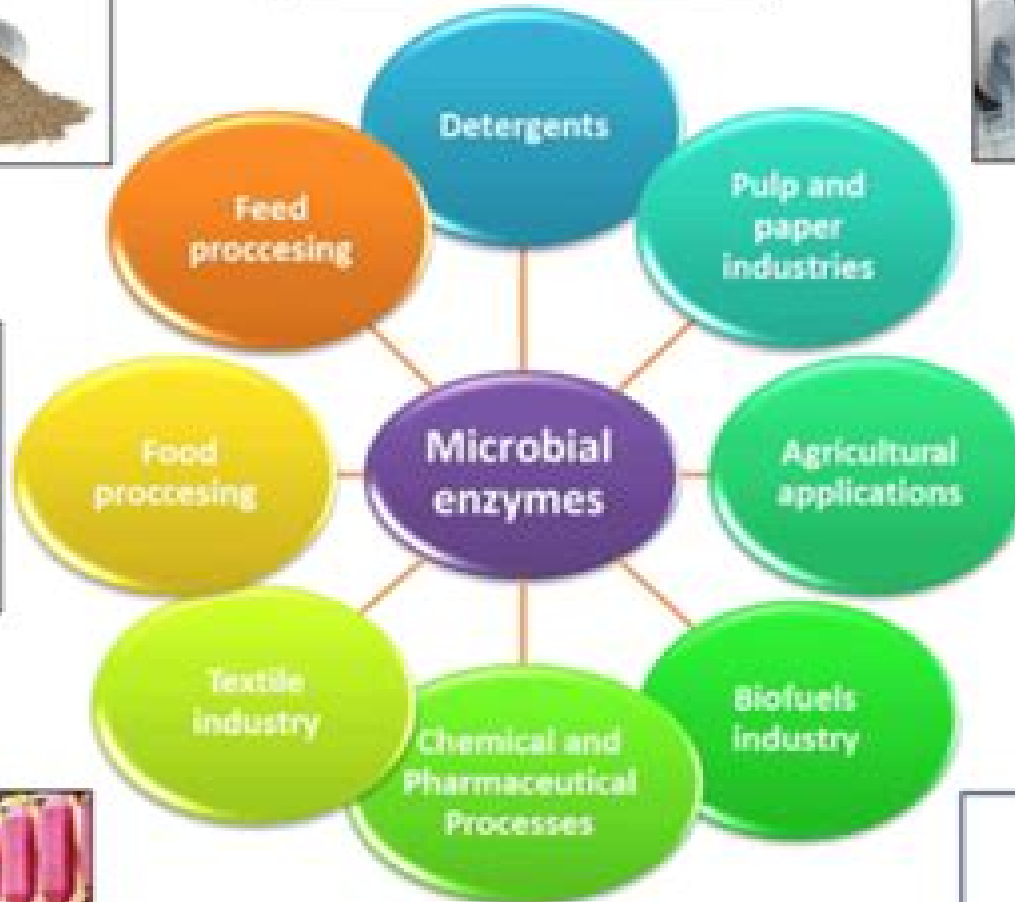 Detergents
Pulp and
paper
industries
Feed
proccesing
Microbial
enzymes
Agricultural
applications
Food
proccesing
Textile
industry
Chemical and
Pharmaceutical
Processes
Biofuels
industry